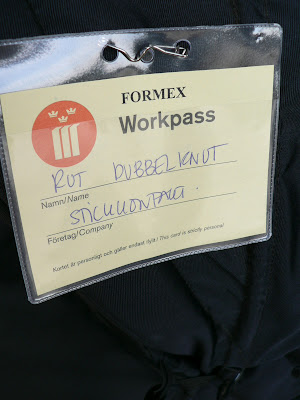 FORMEX
Workpass
RUT DUBBELKNUT
Namn/Name
STICKKONTAKT.
Företag/Company
Kortet är personligt och gäller endast ifyllt / This card is strictly personal